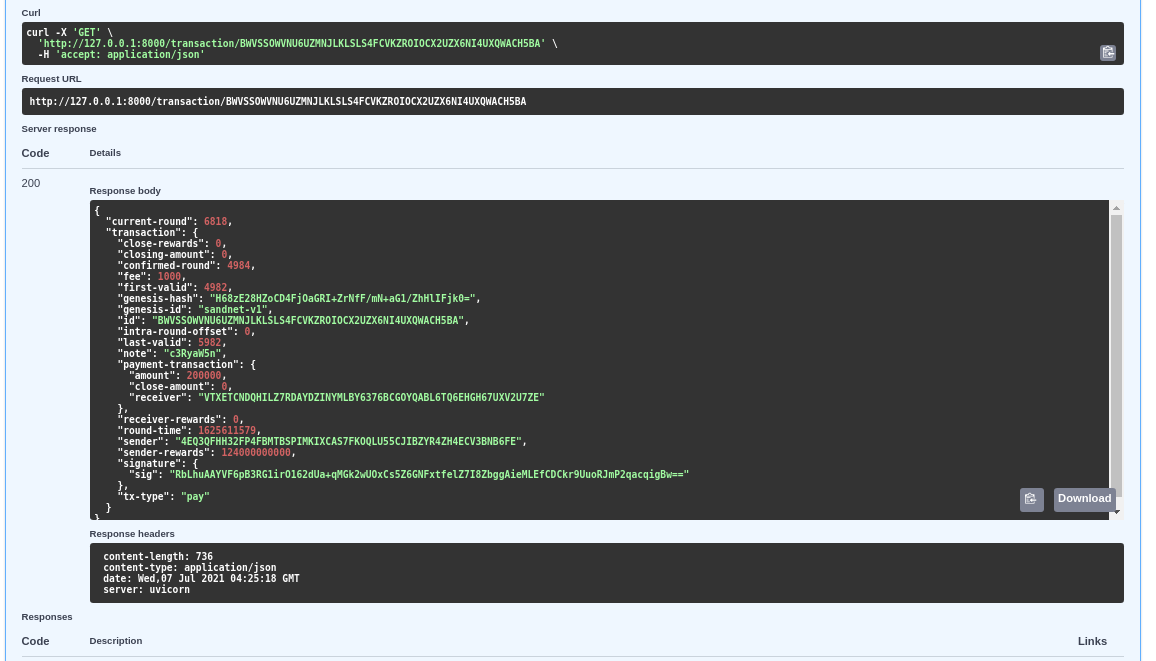 Curl
curl -X 'GET' \
'http://127.0.0.1:8000/transaction/BWVSSOWVNU6UZMNJLKLSLS4FCVKZROIOCX2UZX6NI4UXQWACH5BA' \
-H 'accept: application/json'
Request URL
http://127.0.0.1:8000/transaction/BWVSSOWVNU6UZMNJLKLSLS4FCVKZROIOCX2UZX6NI4UXQWACH5BA
Server response
Code Details
200
Response body
{
"current-round": 6818,
"transaction": {
"close-rewards": 0,
"closing-amount": 0,
"confirmed-round": 4984,
"fee": 1000,
"first-valid": 4982,
"genesis-hash": "H68zE28HZoCD4FjOaGRI+ZrNfF/mN+aG1/ZhHlIFjk0=",
"genesis-id": "sandnet-v1",
"id": "BWVSSOWVNU6UZMNJLKLSLS4FCVKZROIOCX2UZX6NI4UXQWACH5BA",
"intra-round-offset": 0,
"last-valid": 5982,
"note": "c3RyaW5n",
"payment-transaction": {
"amount": 200000,
"close-amount": 0,
"receiver": "VTXETCNDQHILZ7RDAYDZINYMLBY6376BCGOYQABL6TQ6EHGH67UXV2U7ZE"
},
"receiver-rewards": 0,
"round-time": 1625611579,
"sender": "4EQ3QFHH32FP4FBMTBSPIMKIXCAS7FKOQLU55CJIBZYR4ZH4ECV3BNB6FE",
"sender-rewards": 124000000000,
"signature": {
"sig": "RbLhuAAYVF6pB3RG1irO162dUa+qMGk2wUOxCs5Z6GNFxtfelZ7I8ZbggAieMLEfCDCkr9UuoRJmP2qacqigBw=="
},
"tx-type": "pay"
}
}
Download
Response headers
content-length: 736
content-type: application/json
date: Wed,07 Jul 2021 04:25:18 GMT
server: uvicorn
Responses
Code Description Links